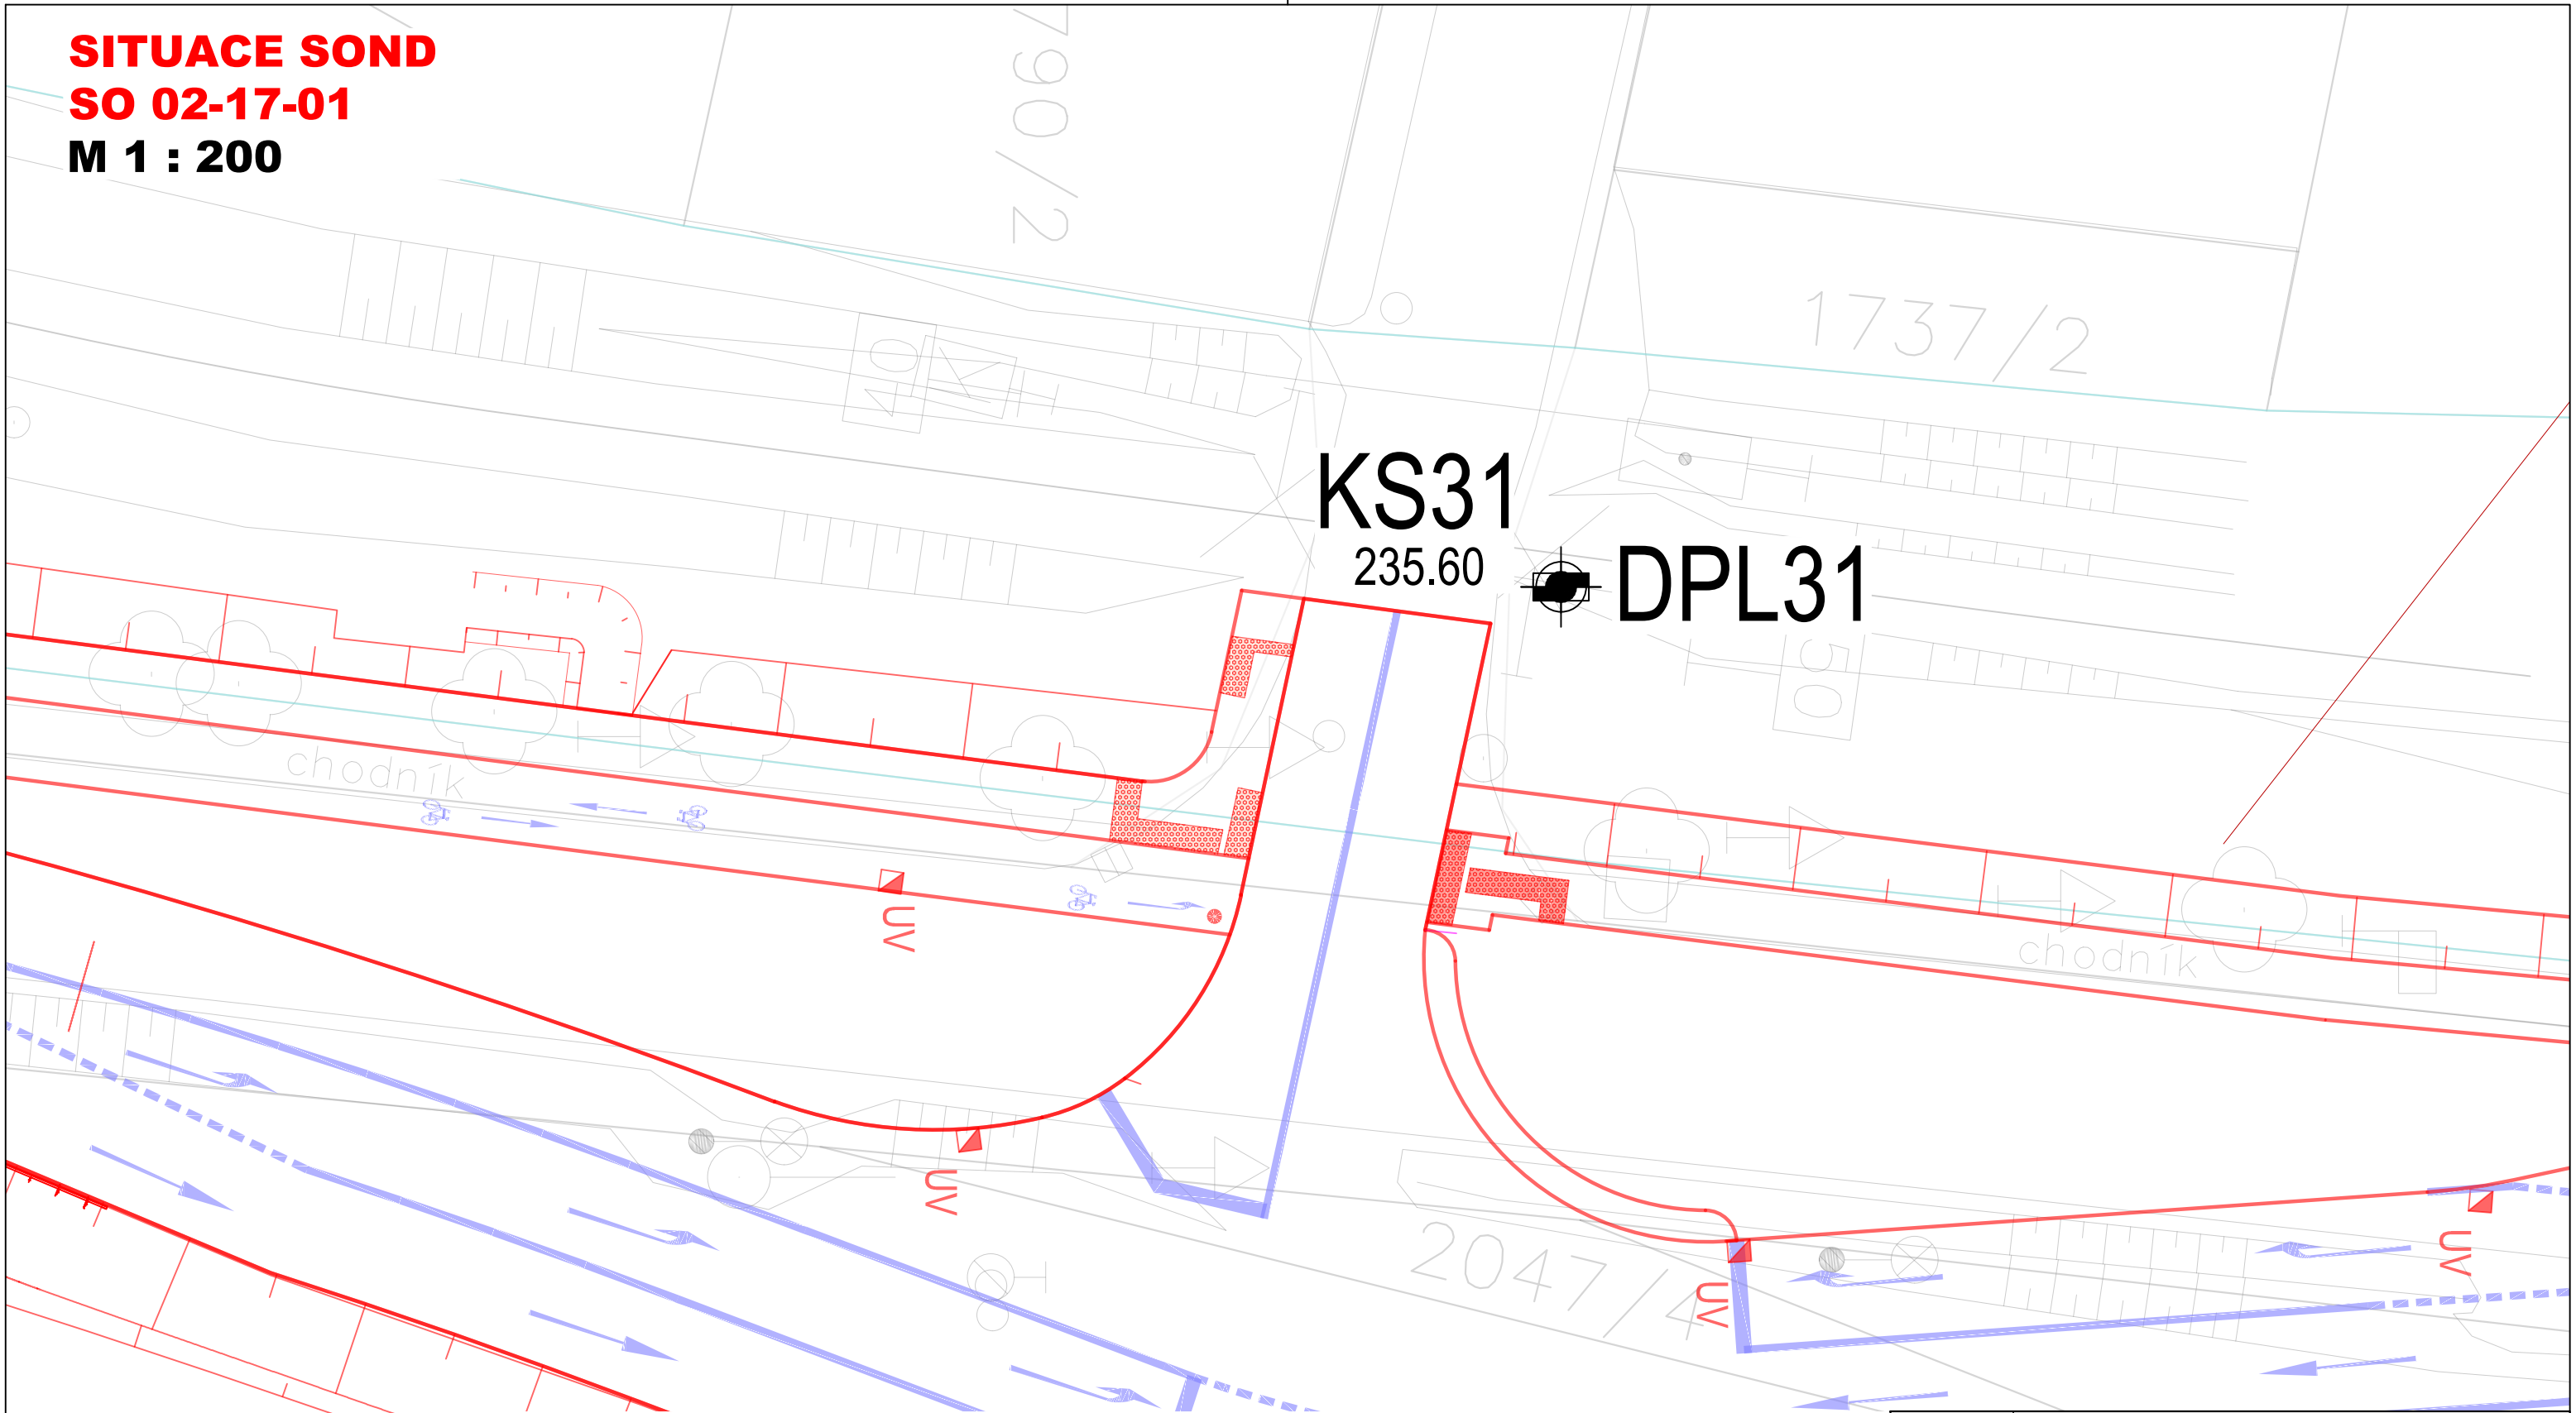 SITUACE SOND
SO 02-17-01
M 1 : 200
790/2
1737/2
KS31
235.60
DPL31
chodník
UV
chodník
UV
2047/4
UV
UV